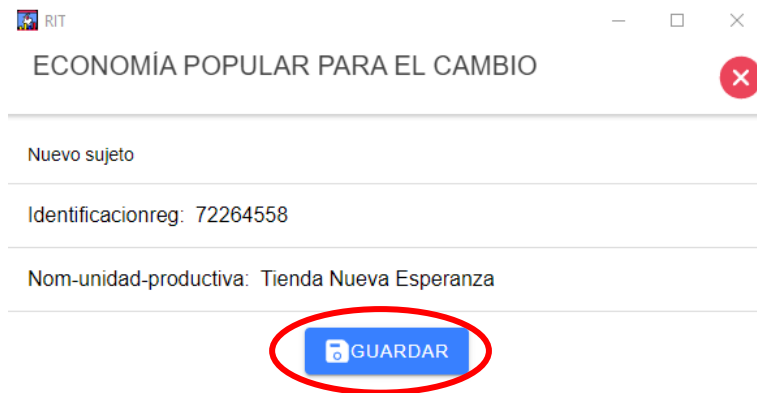 RIT
ECONOMÍA POPULAR PARA EL CAMBIO
Nuevo sujeto
Identificacionreg: 72264558
Nom-unidad-productiva: Tienda Nueva Esperanza
GUARDAR